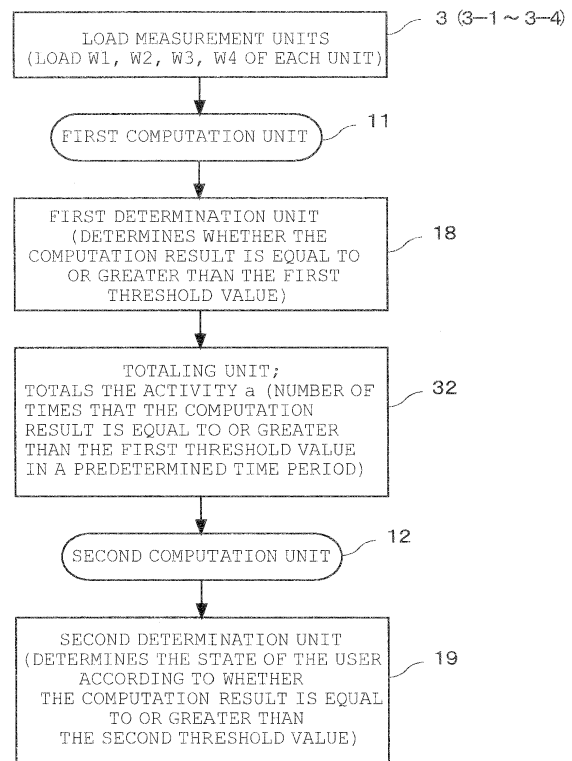 3 (3-1~3-4)
LOAD MEASUREMENT UNITS
(LOAD W1, W2, W3, W4 OF EACH UNIT)
11
FIRST COMPUTATION UNIT
18
FIRST DETERMINATION UNIT
(DETERMINES WHETHER THE
COMPUTATION RESULT IS EQUAL TO
OR GREATER THAN THE FIRST
THRESHOLD VALUE)
32
TOTALING UNIT;
TOTALS THE ACTIVITY a (NUMBER OF
TIMES THAT THE COMPUTATION
RESULT IS EQUAL TO OR GREATER
THAN THE FIRST THRESHOLD VALUE
IN A PREDETERMINED TIME PERIOD)
12
SECOND COMPUTATION UNIT
19
SECOND DETERMINATION UNIT
(DETERMINES THE STATE OF THE USER
ACCORDING TO WHETHER
THE COMPUTATION RESULT IS EQUAL
TO OR GREATER THAN
THE SECOND THRESHOLD VALUE)